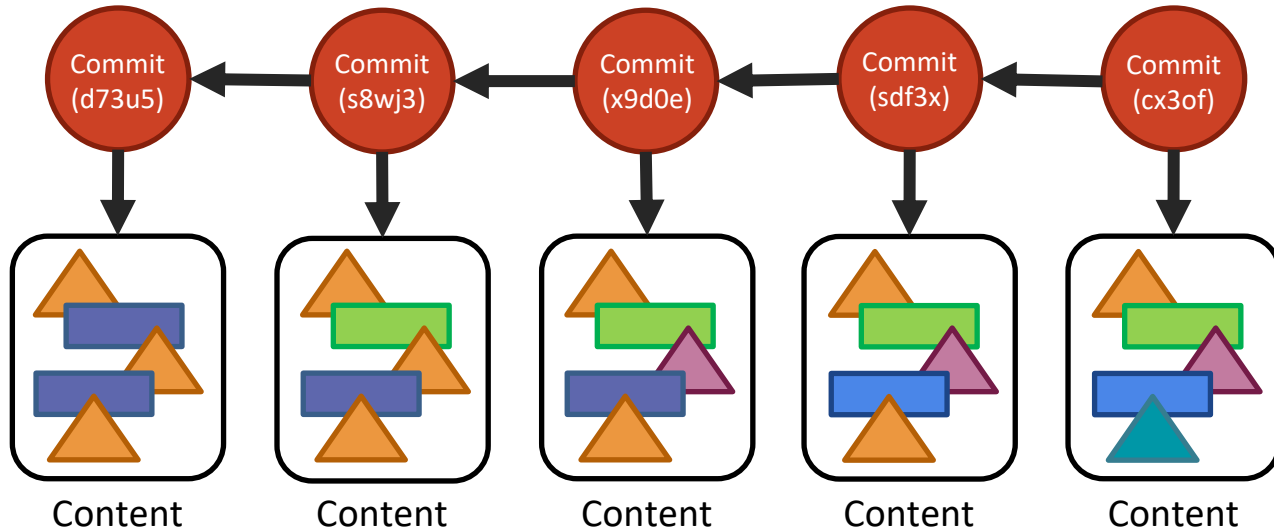 Commit
(d73u5)
Commit
(s8wj3)
Commit
(x9d0e)
Commit
(sdf3x)
Commit
(cx3of)
Content
Content
Content
Content
Content